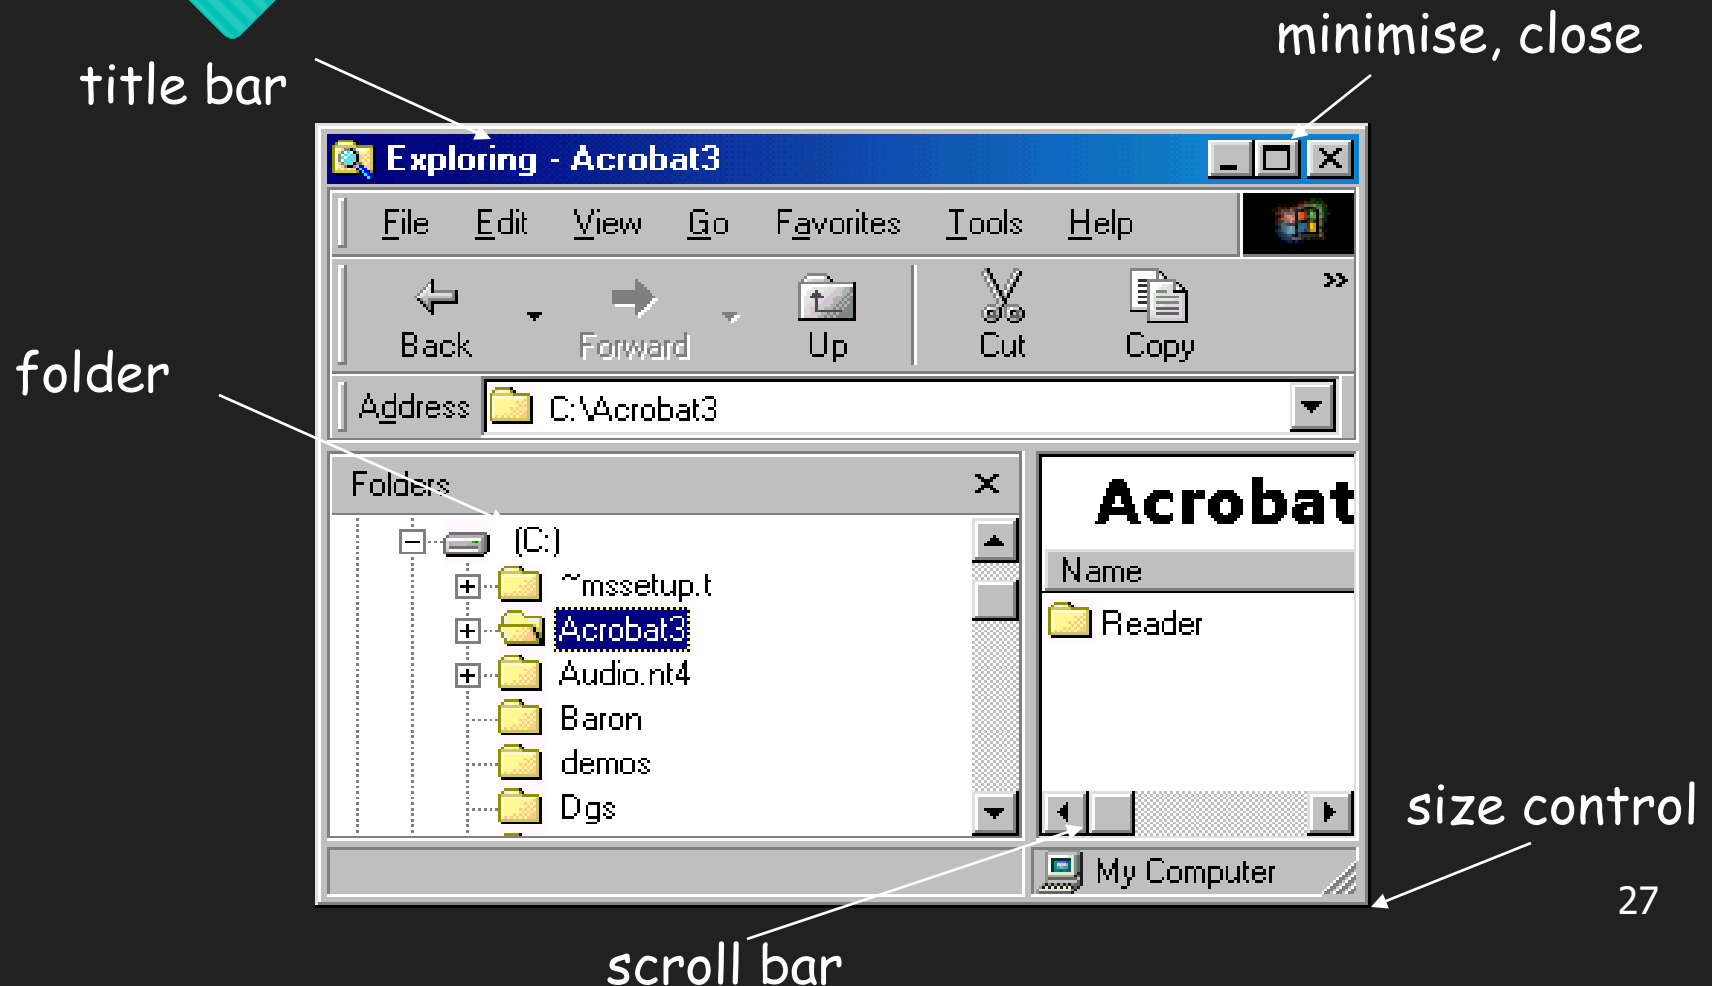 minimise, close
title bar
Exploring - Acrobat3
File Edit View Go Favorites Tools Help
»
Back Forward Up Cut Copy
folder
Address C:\Acrobat3
Folders
Acrobat
(C:)
Name
~mssetup.t
Reader
Acrobat3
Audio.nt4
Baron
demos
Dgs
size control
My Computer
27
scroll bar